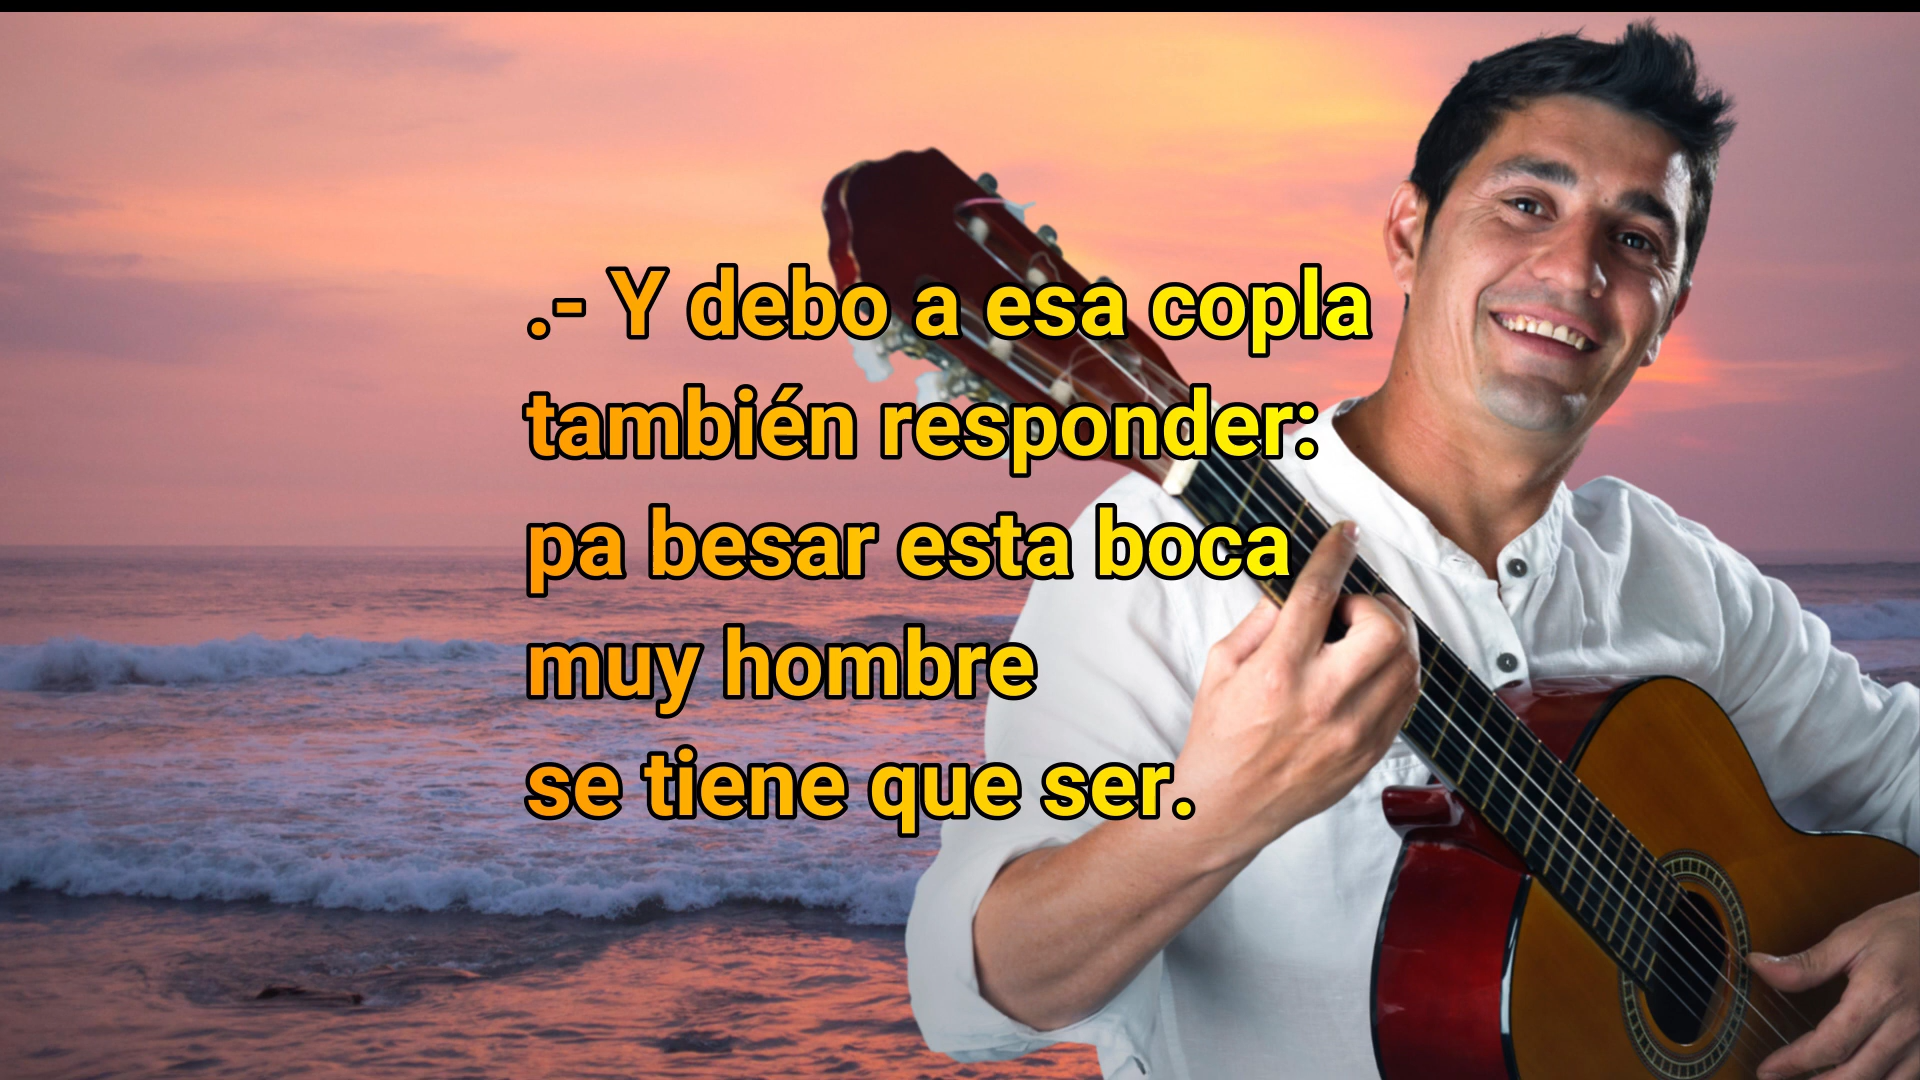 .- Y debo a esa copla
también responder:
pa besar esta boca
muy hombre
se tiene que ser.